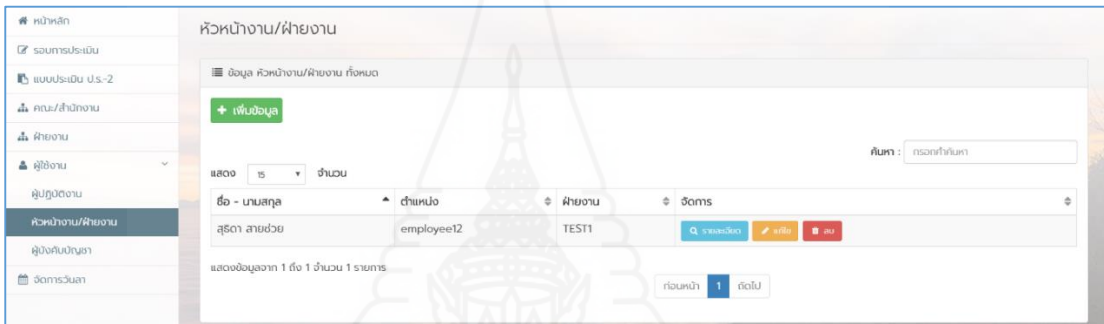 หน้าหลัก
รอบการประเมิน
แบบประเมิน ป.ร.-2
คณะ/สำนักงาน
ฝ่ายงาน
ผู้ใช้งาน
ผู้ปฏิบัติงาน
หัวหน้างาน/ฝ่ายงาน
ผู้บังคับบัญชา
จัดการวันลา
หัวหน้างาน/ฝ่ายงาน
ข้อมูล หัวหน้างาน/ฝ่ายงาน ทั้งหมด
+ เพิ่มข้อมูล
ค้นหา : กรอกคำค้นหา
แสดง 15 จำนวน
ชื่อ - นามสกุล ตำแหน่ง ฝ่ายงาน จัดการ
สุธิดา สายช่วย employee12 TEST1 รายละเอียด แก้ไข ลบ
แสดงข้อมูลจาก 1 ถึง 1 จำนวน 1 รายการ
ก่อนหน้า 1 ถัดไป